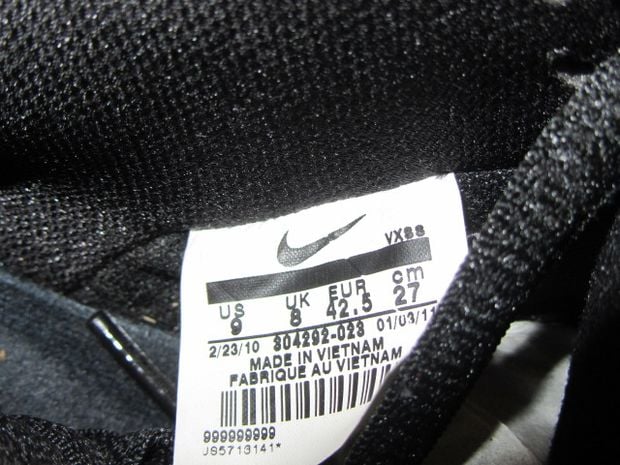 VXSS
US UK EUR cm
9 8 42.5 27
2/23/10 304292-023 01/03/11
MADE IN VIETNAM
FABRIQUE AU VIETNAM
999999999
JS5713141*